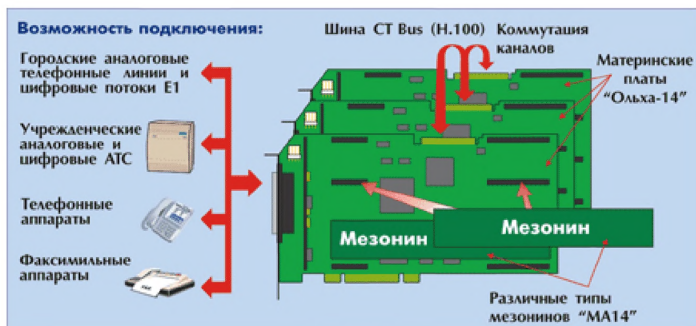 Возможность подключения:
Городские аналоговые
телефонные линии и
цифровые потоки Е1
Учрежденческие
аналоговые и
цифровые АТС
Телефонные
аппараты
Факсимильные
аппараты
Шина CT Bus (H.100) Коммутация
каналов
Материнские
платы
"Ольха-14"
Мезонин
Мезонин
Различные типы
мезонинов "МА14"